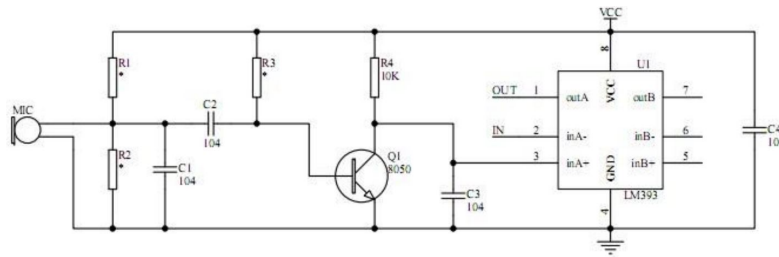 VCC
R1
*
R3
*
R4
10K
8
U1
OUT
1
outA
VCC
outB
7
MIC
C2
104
IN
2
inA-
inB-
6
C4
10
R2
*
C1
104
Q1
8050
3
inA+
GND
inB+
5
C3
104
4
LM393